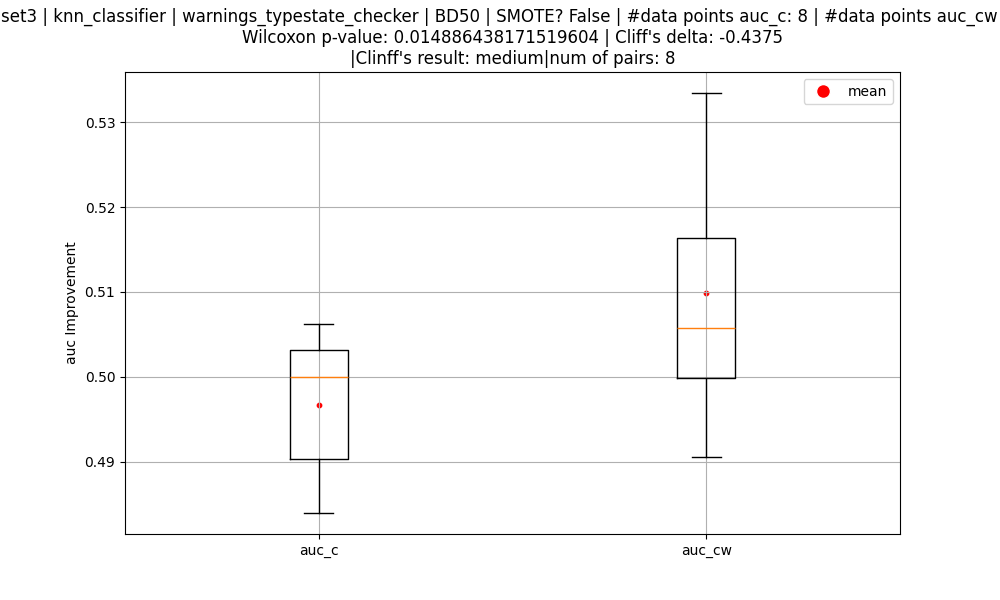 set3 | knn_classifier | warnings_typestate_checker | BD50 | SMOTE? False | #data points auc_c: 8 | #data points auc_cw
Wilcoxon p-value: 0.014886438171519604 | Cliff's delta: -0.4375
|Clinff's result: medium|num of pairs: 8
mean
0.53
0.52
0.51
0.50
0.49
auc Improvement
auc_c
auc_cw